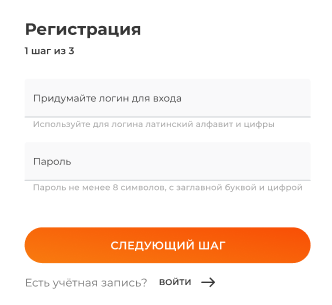 Регистрация
1 шаг из 3
Придумайте логин для входа
Используйте для логина латинский алфавит и цифры
Пароль
Пароль не менее 8 символов, с заглавной буквой и цифрой
СЛЕДУЮЩИЙ ШАГ
Есть учётная запись? ВОЙТИ →